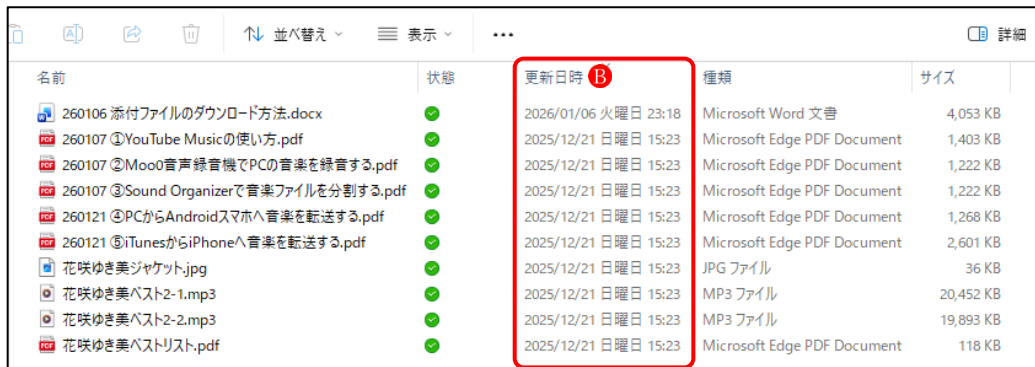 並べ替え 表示 ... 詳細
名前 状態 更新日時 B 種類 サイズ
260106 添付ファイルのダウンロード方法.docx 2026/01/06 火曜日 23:18 Microsoft Word 文書 4,053 KB
260107 ①YouTube Musicの使い方.pdf 2025/12/21 日曜日 15:23 Microsoft Edge PDF Document 1,403 KB
260107 ②Moo0音声録音機でPCの音楽を録音する.pdf 2025/12/21 日曜日 15:23 Microsoft Edge PDF Document 1,222 KB
260107 ③Sound Organizerで音楽ファイルを分割する.pdf 2025/12/21 日曜日 15:23 Microsoft Edge PDF Document 1,222 KB
260121 ④PCからAndroidスマホへ音楽を転送する.pdf 2025/12/21 日曜日 15:23 Microsoft Edge PDF Document 1,268 KB
260121 ⑤iTunesからiPhoneへ音楽を転送する.pdf 2025/12/21 日曜日 15:23 Microsoft Edge PDF Document 2,601 KB
花咲ゆき美ジャケット.jpg 2025/12/21 日曜日 15:23 JPG ファイル 36 KB
花咲ゆき美ベスト2-1.mp3 2025/12/21 日曜日 15:23 MP3 ファイル 20,452 KB
花咲ゆき美ベスト2-2.mp3 2025/12/21 日曜日 15:23 MP3 ファイル 19,893 KB
花咲ゆき美ベストリスト.pdf 2025/12/21 日曜日 15:23 Microsoft Edge PDF Document 118 KB